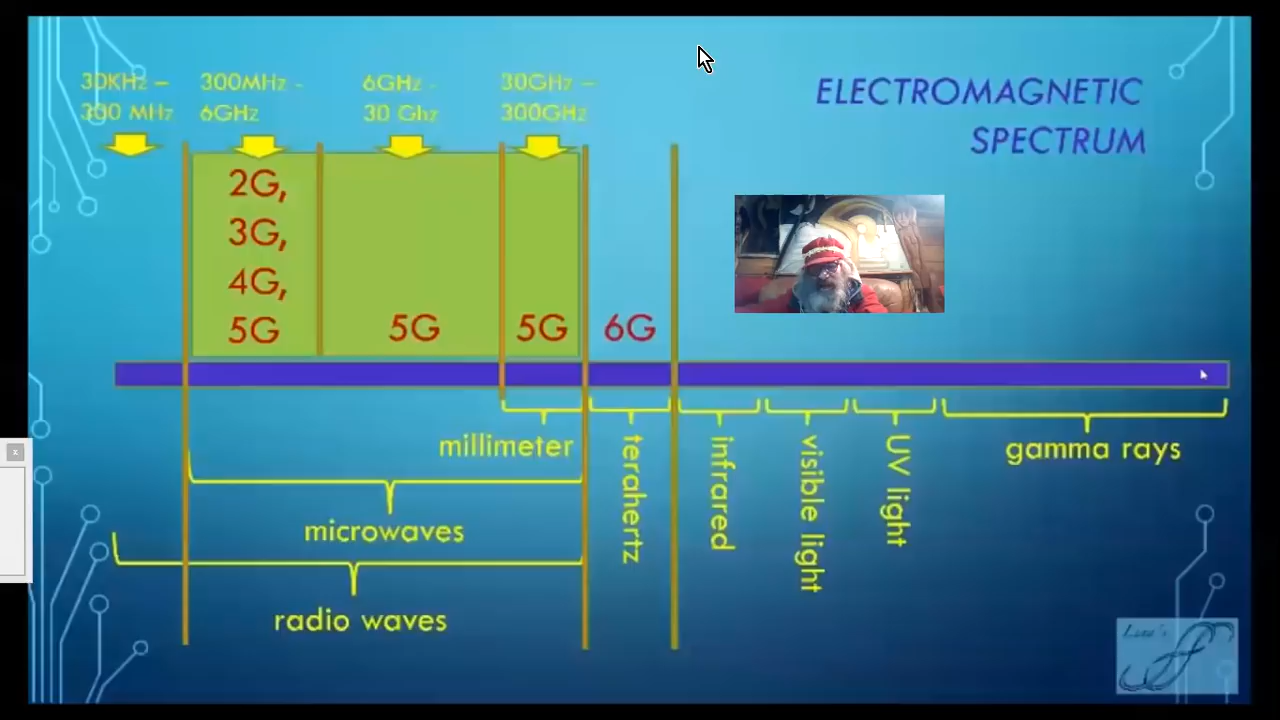 ELECTROMAGNETIC
SPECTRUM
30KHz –
300 MHz
300MHz -
6GHz
6GHz -
30 Ghz
30GHz –
300GHz
2G,
3G,
4G,
5G
5G
5G
6G
millimeter
microwaves
radio waves
terahertz
infrared
visible light
UV light
gamma rays
x